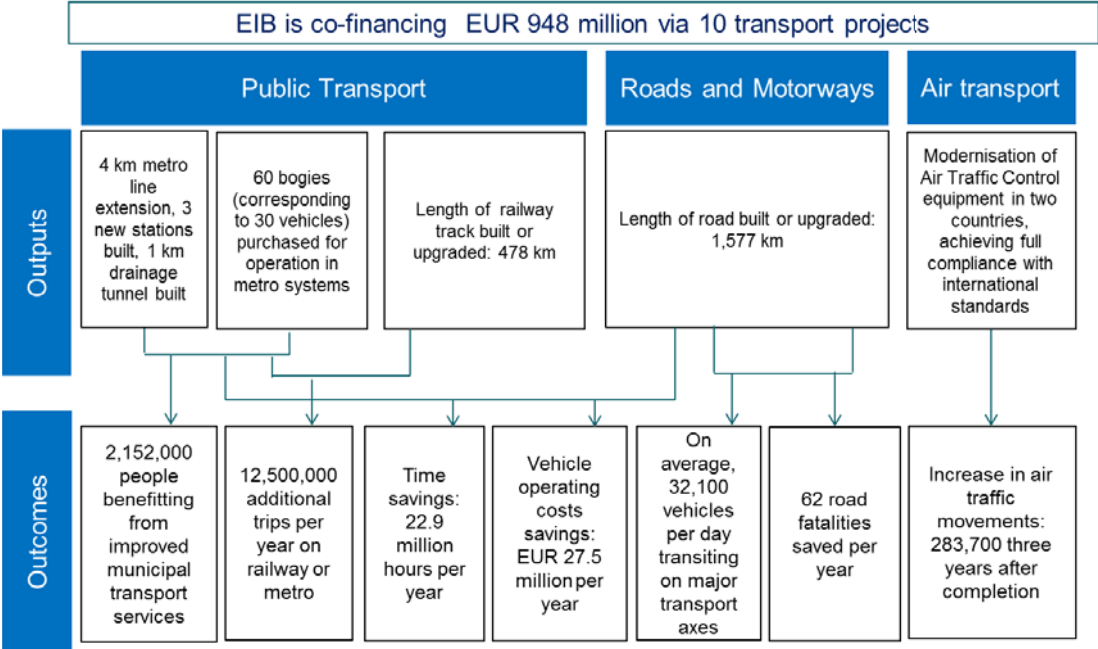 EIB is co-financing EUR 948 million via 10 transport projects
Public Transport
Roads and Motorways
Air transport
Outputs
4 km metro
line
extension, 3
new stations
built, 1 km
drainage
tunnel built
60 bogies
(corresponding
to 30 vehicles)
purchased for
operation in
metro systems
Length of railway
track built or
upgraded: 478 km
Length of road built or upgraded:
1,577 km
Modernisation of
Air Traffic Control
equipment in two
countries,
achieving full
compliance with
international
standards
Outcomes
2,152,000
people
benefitting
from
improved
municipal
transport
services
12,500,000
additional
trips per
year on
railway or
metro
Time
savings:
22.9
million
hours per
year
Vehicle
operating
costs
savings:
EUR 27.5
million per
year
On
average,
32,100
vehicles
per day
transiting
on major
transport
axes
62 road
fatalities
saved per
year
Increase in air
traffic
movements:
283,700 three
years after
completion